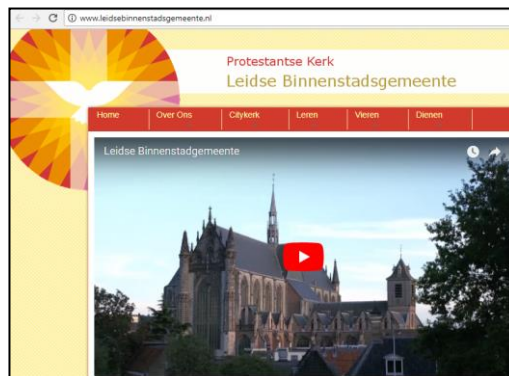 www.leidsebinnenstadsgemeente.nl
Protestantse Kerk
Leidse Binnenstadsgemeente
Home Over Ons Citykerk Leren Vieren Dienen
Leidse Binnenstadgemeente